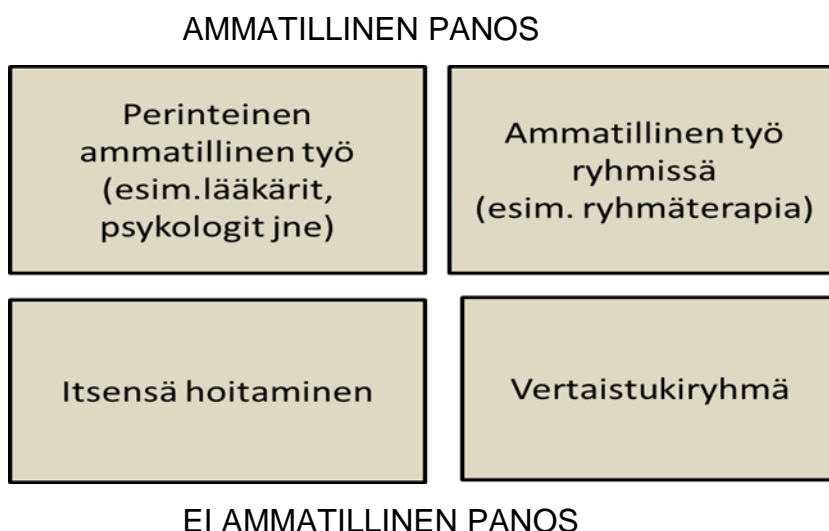 AMMATILLINEN PANOS
Perinteinen
ammatillinen työ
(esim.lääkärit,
psykologit jne)
Ammatillinen työ
ryhmissä
(esim. ryhmäterapia)
Itsensä hoitaminen
Vertaistukiryhmä
EI AMMATILLINEN PANOS